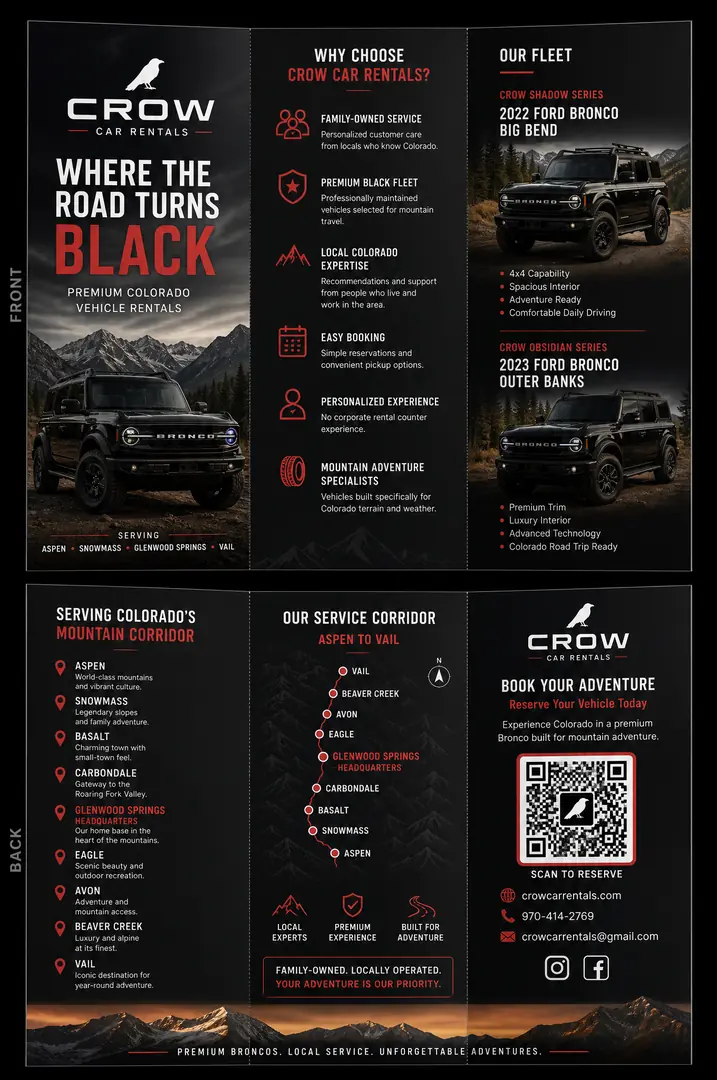 FRONT
CROW
CAR RENTALS
WHERE THE
ROAD TURNS
BLACK
PREMIUM COLORADO
VEHICLE RENTALS
BRONCO
SERVING
ASPEN • SNOWMASS • GLENWOOD SPRINGS • VAIL
WHY CHOOSE
CROW CAR RENTALS?
FAMILY-OWNED SERVICE
Personalized customer care
from locals who know Colorado.
PREMIUM BLACK FLEET
Professionally maintained
vehicles selected for mountain
travel.
LOCAL COLORADO
EXPERTISE
Recommendations and support
from people who live and
work in the area.
EASY BOOKING
Simple reservations and
convenient pickup options.
PERSONALIZED EXPERIENCE
No corporate rental counter
experience.
MOUNTAIN ADVENTURE
SPECIALISTS
Vehicles built specifically for
Colorado terrain and weather.
OUR FLEET
CROW SHADOW SERIES
2022 FORD BRONCO
BIG BEND
BRONCO
• 4x4 Capability
• Spacious Interior
• Adventure Ready
• Comfortable Daily Driving
CROW OBSIDIAN SERIES
2023 FORD BRONCO
OUTER BANKS
BRONCO
• Premium Trim
• Luxury Interior
• Advanced Technology
• Colorado Road Trip Ready
BACK
SERVING COLORADO'S
MOUNTAIN CORRIDOR
ASPEN
World-class mountains
and vibrant culture.
SNOWMASS
Legendary slopes
and family adventure.
BASALT
Charming town with
small-town feel.
CARBONDALE
Gateway to the
Roaring Fork Valley.
GLENWOOD SPRINGS
HEADQUARTERS
Our home base in the
heart of the mountains.
EAGLE
Scenic beauty and
outdoor recreation.
AVON
Adventure and
mountain access.
BEAVER CREEK
Luxury and alpine
at its finest.
VAIL
Iconic destination for
year-round adventure.
OUR SERVICE CORRIDOR
ASPEN TO VAIL
N
VAIL
BEAVER CREEK
AVON
EAGLE
GLENWOOD SPRINGS
HEADQUARTERS
CARBONDALE
BASALT
SNOWMASS
ASPEN
LOCAL
EXPERTS
PREMIUM
EXPERIENCE
BUILT FOR
ADVENTURE
FAMILY-OWNED. LOCALLY OPERATED.
YOUR ADVENTURE IS OUR PRIORITY.
CROW
CAR RENTALS
BOOK YOUR ADVENTURE
Reserve Your Vehicle Today
Experience Colorado in a premium
Bronco built for mountain adventure.
SCAN TO RESERVE
crowcarrentals.com
970-414-2769
crowcarrentals@gmail.com
PREMIUM BRONCOS. LOCAL SERVICE. UNFORGETTABLE ADVENTURES.